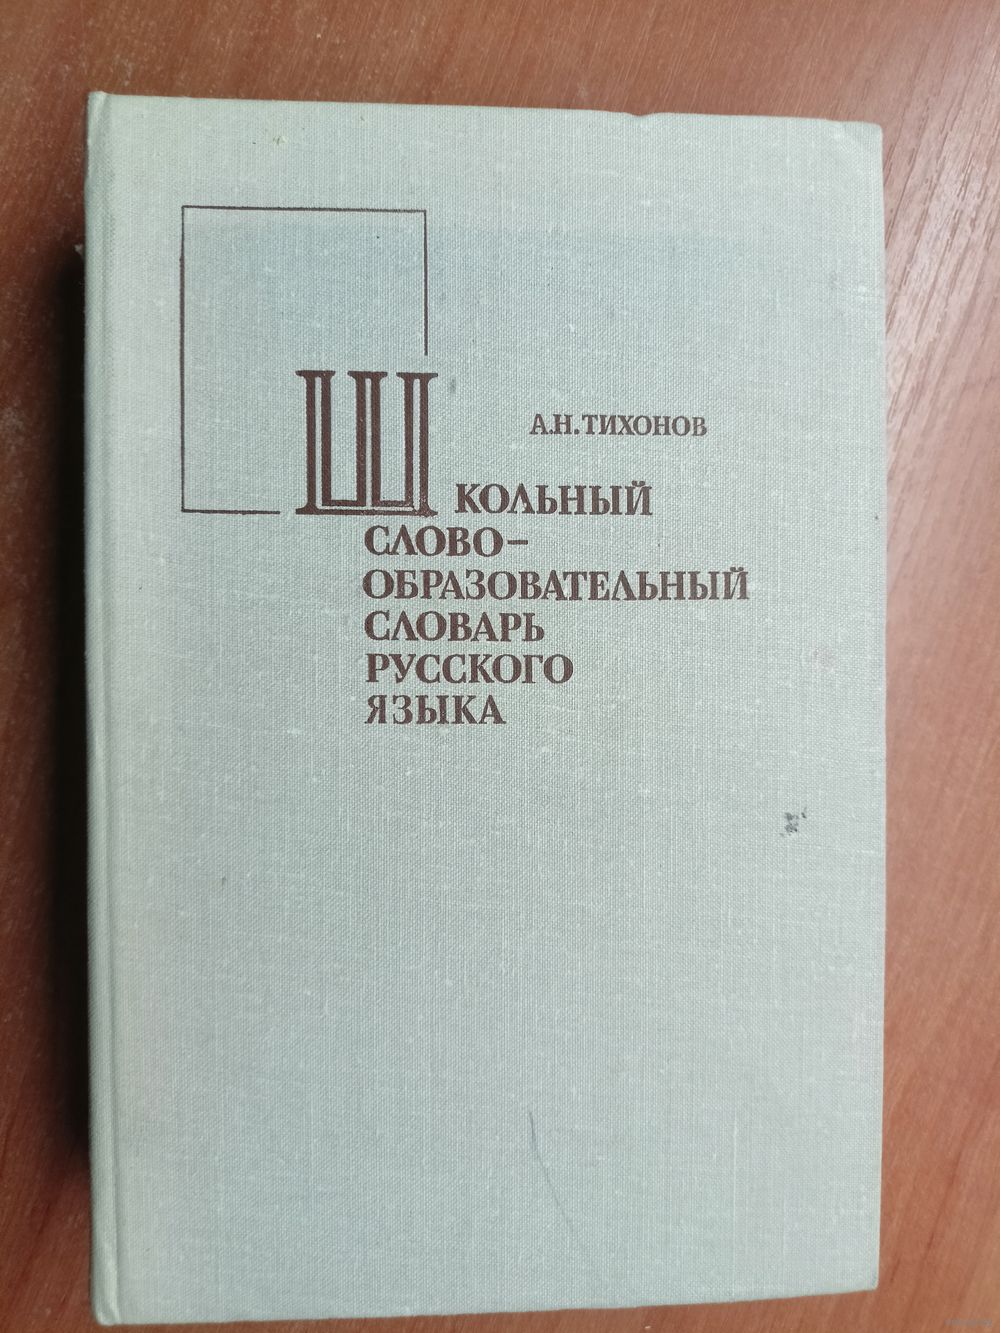 А.Н.ТИХОНОВ
ШКОЛЬНЫЙ
СЛОВО-
ОБРАЗОВАТЕЛЬНЫЙ
СЛОВАРЬ
РУССКОГО
ЯЗЫКА